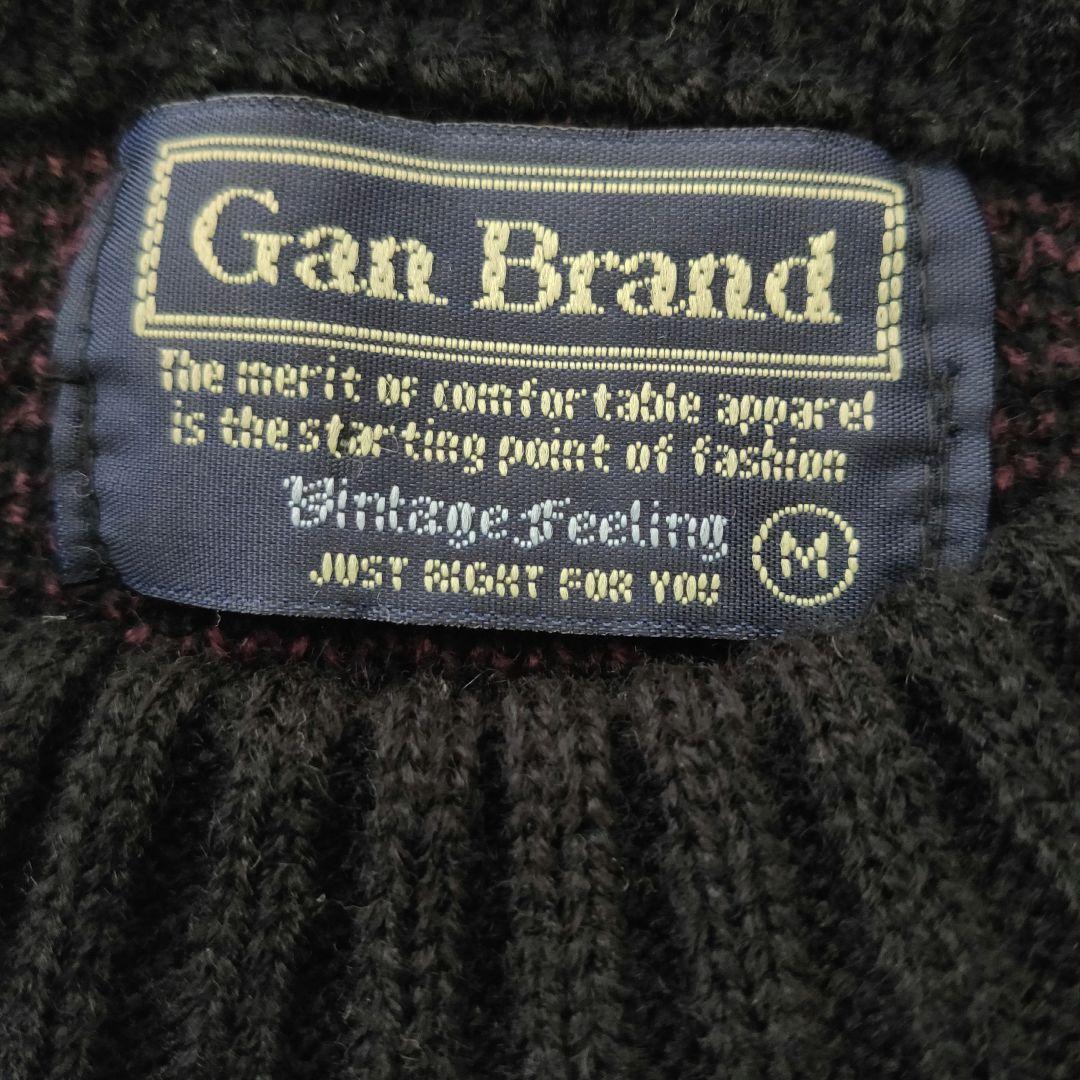 Gan Brand
The merit of comfortable apparel
is the starting point of fashion
Vintage Feeling
JUST RIGHT FOR YOU
M